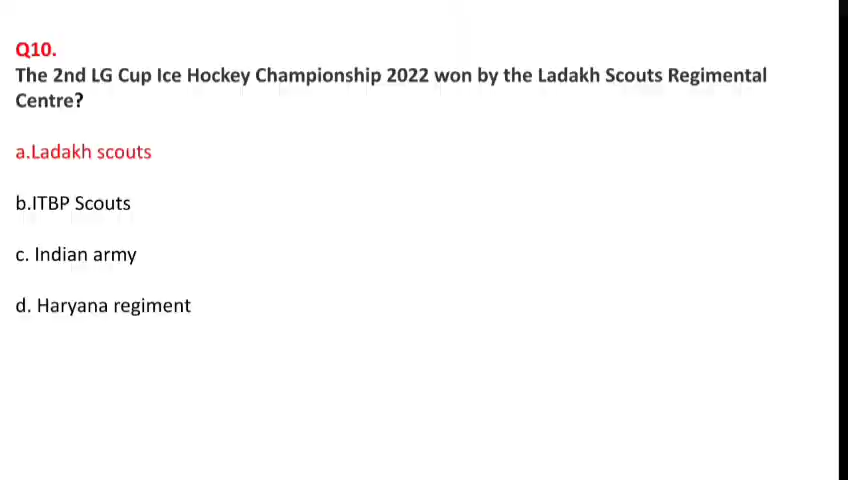 Q10.
The 2nd LG Cup Ice Hockey Championship 2022 won by the Ladakh Scouts Regimental
Centre?
a.Ladakh scouts
b.ITBP Scouts
c. Indian army
d. Haryana regiment